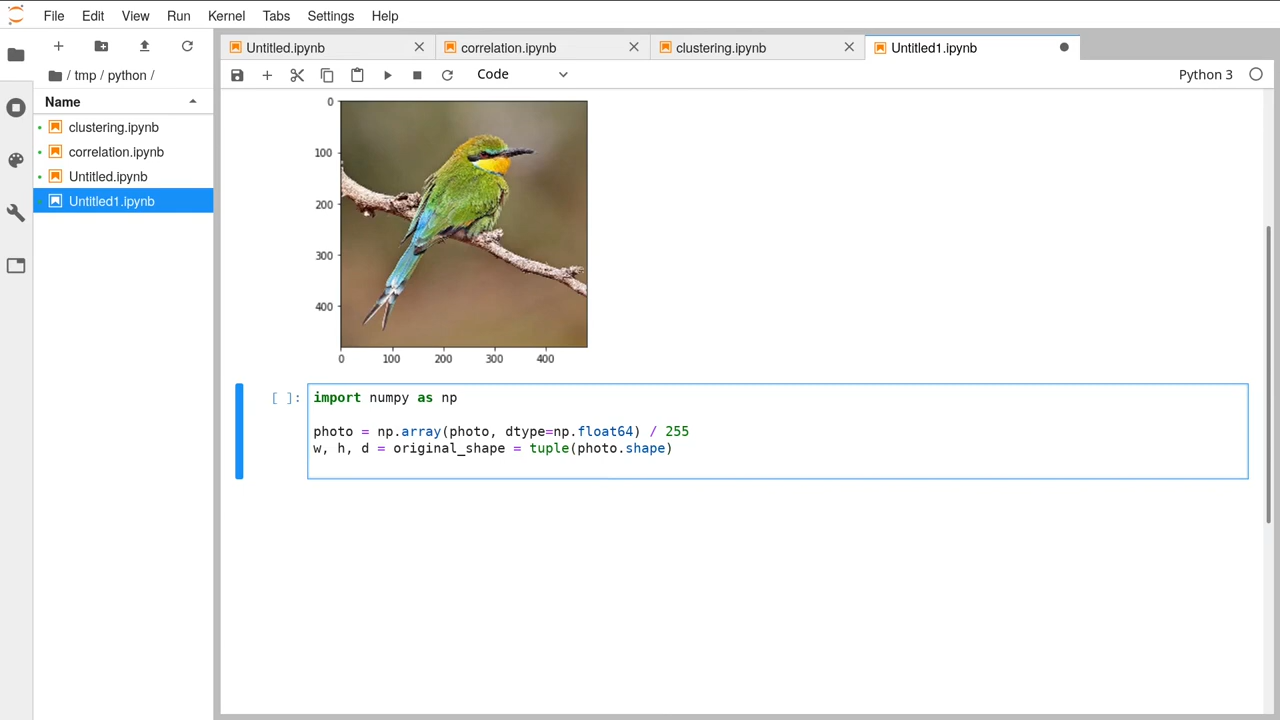 File Edit View Run Kernel Tabs Settings Help
Untitled.ipynb correlation.ipynb clustering.ipynb Untitled1.ipynb
/ tmp / python /
Code Python 3
Name
clustering.ipynb
correlation.ipynb
Untitled.ipynb
Untitled1.ipynb
0
100
200
300
400
0 100 200 300 400
[ ]: import numpy as np
photo = np.array(photo, dtype=np.float64) / 255
w, h, d = original_shape = tuple(photo.shape)